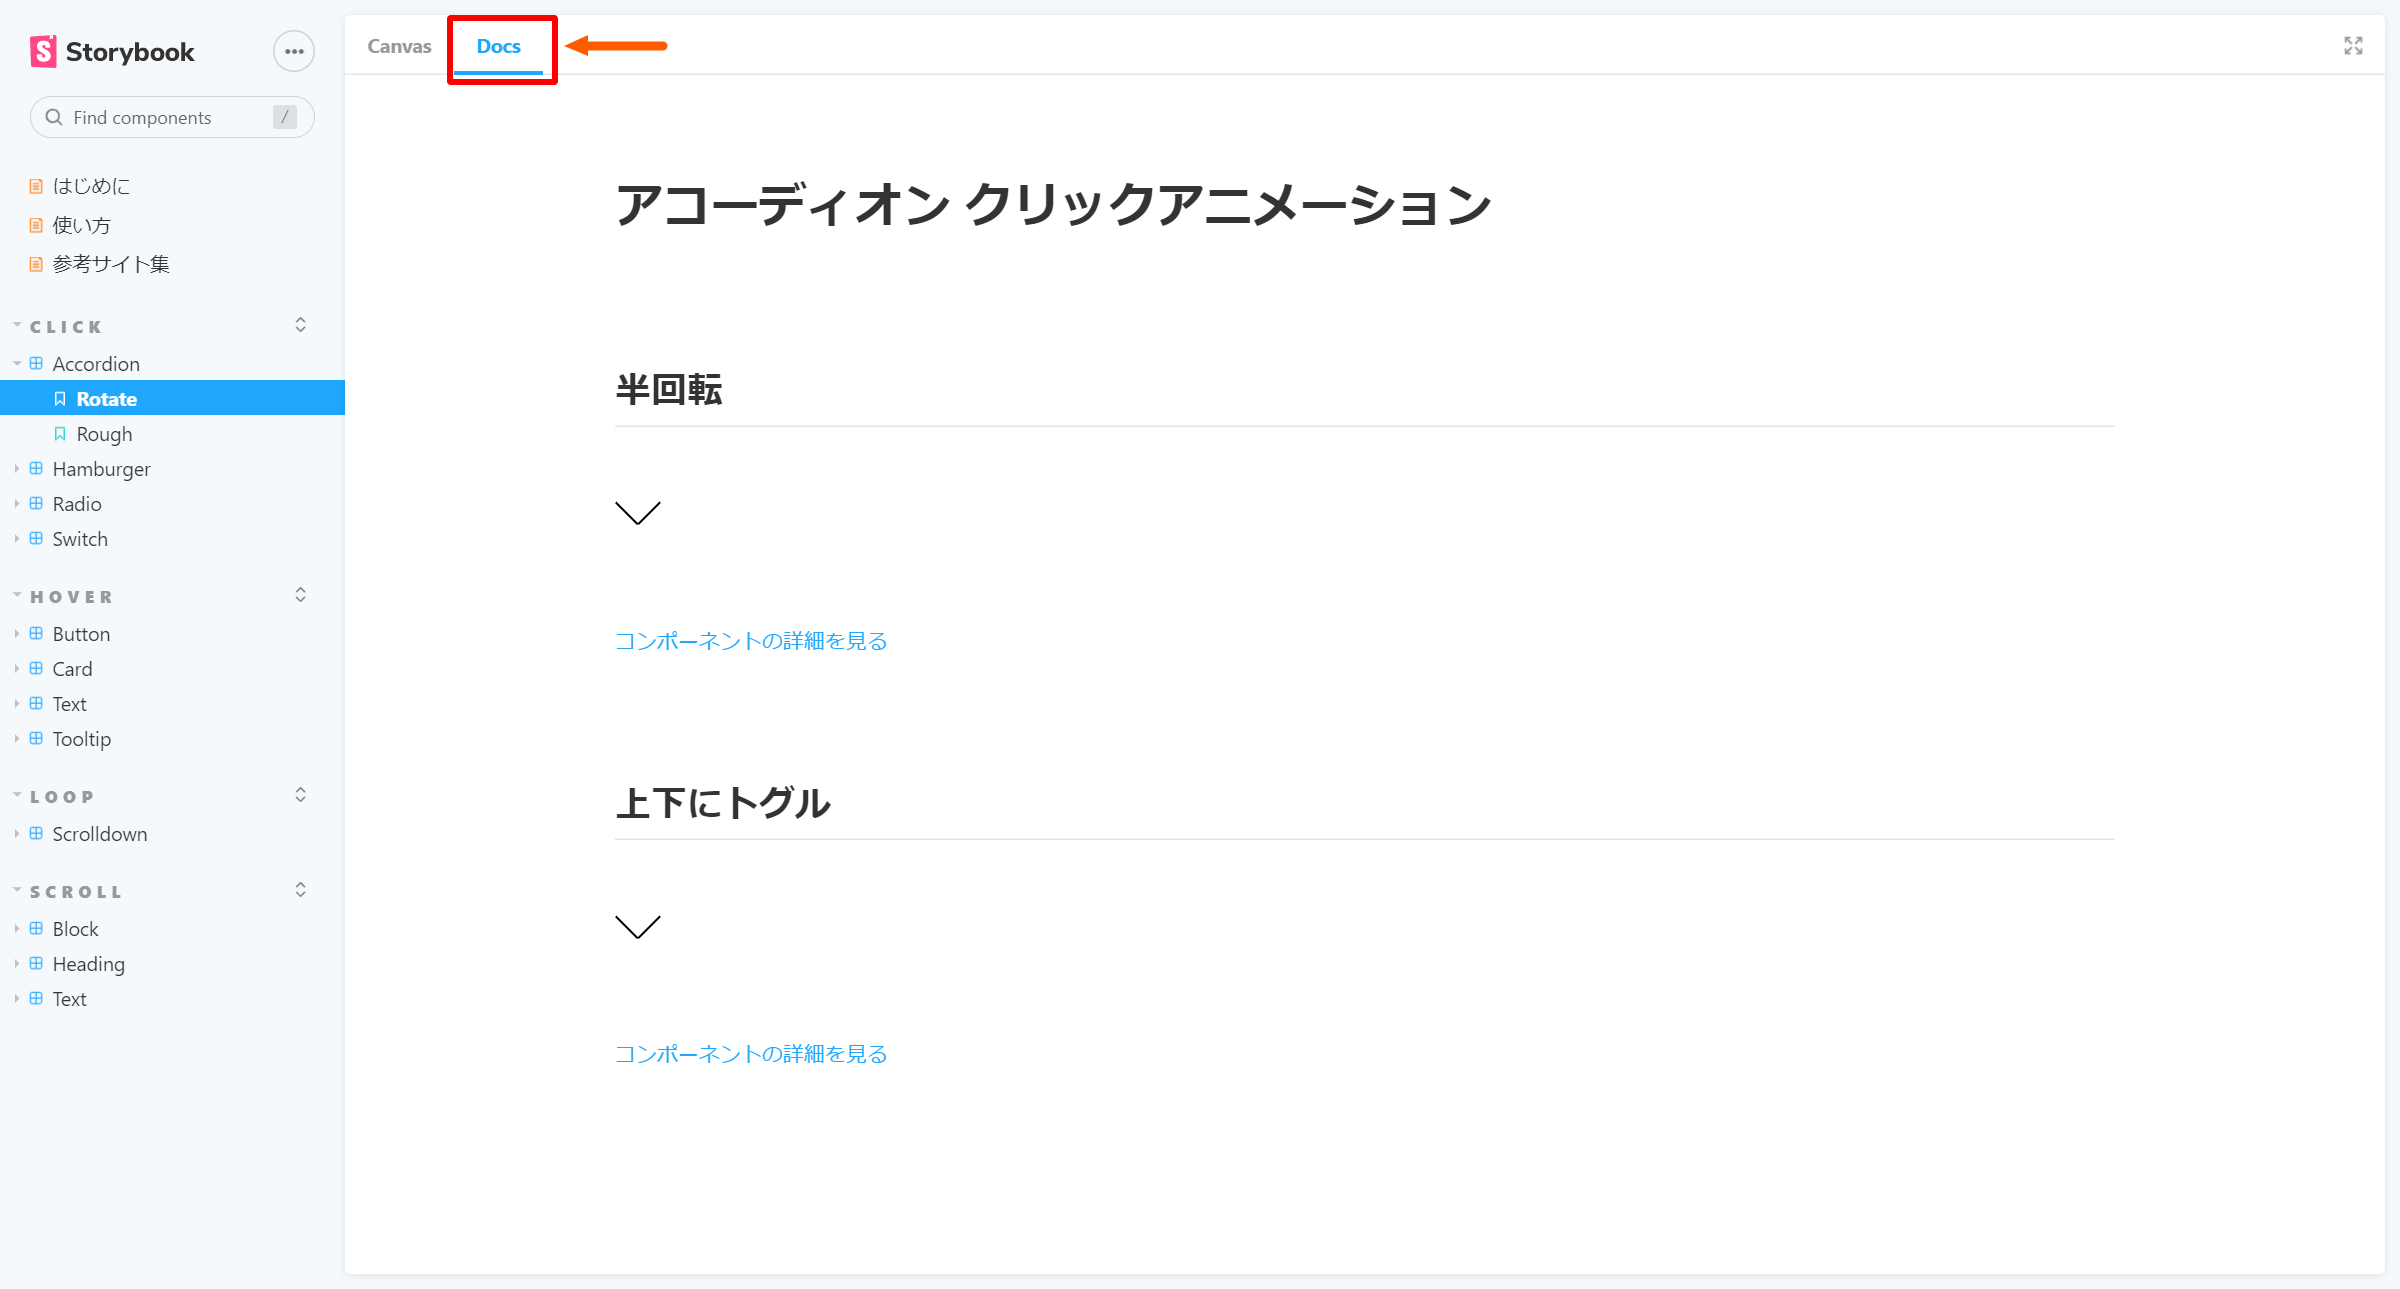 Storybook
Find components /
はじめに
使い方
参考サイト集
CLICK
Accordion
Rotate
Rough
Hamburger
Radio
Switch
HOVER
Button
Card
Text
Tooltip
LOOP
Scrolldown
SCROLL
Block
Heading
Text
Canvas Docs
アコーディオン クリックアニメーション
半回転
コンポーネントの詳細を見る
上下にトグル
コンポーネントの詳細を見る